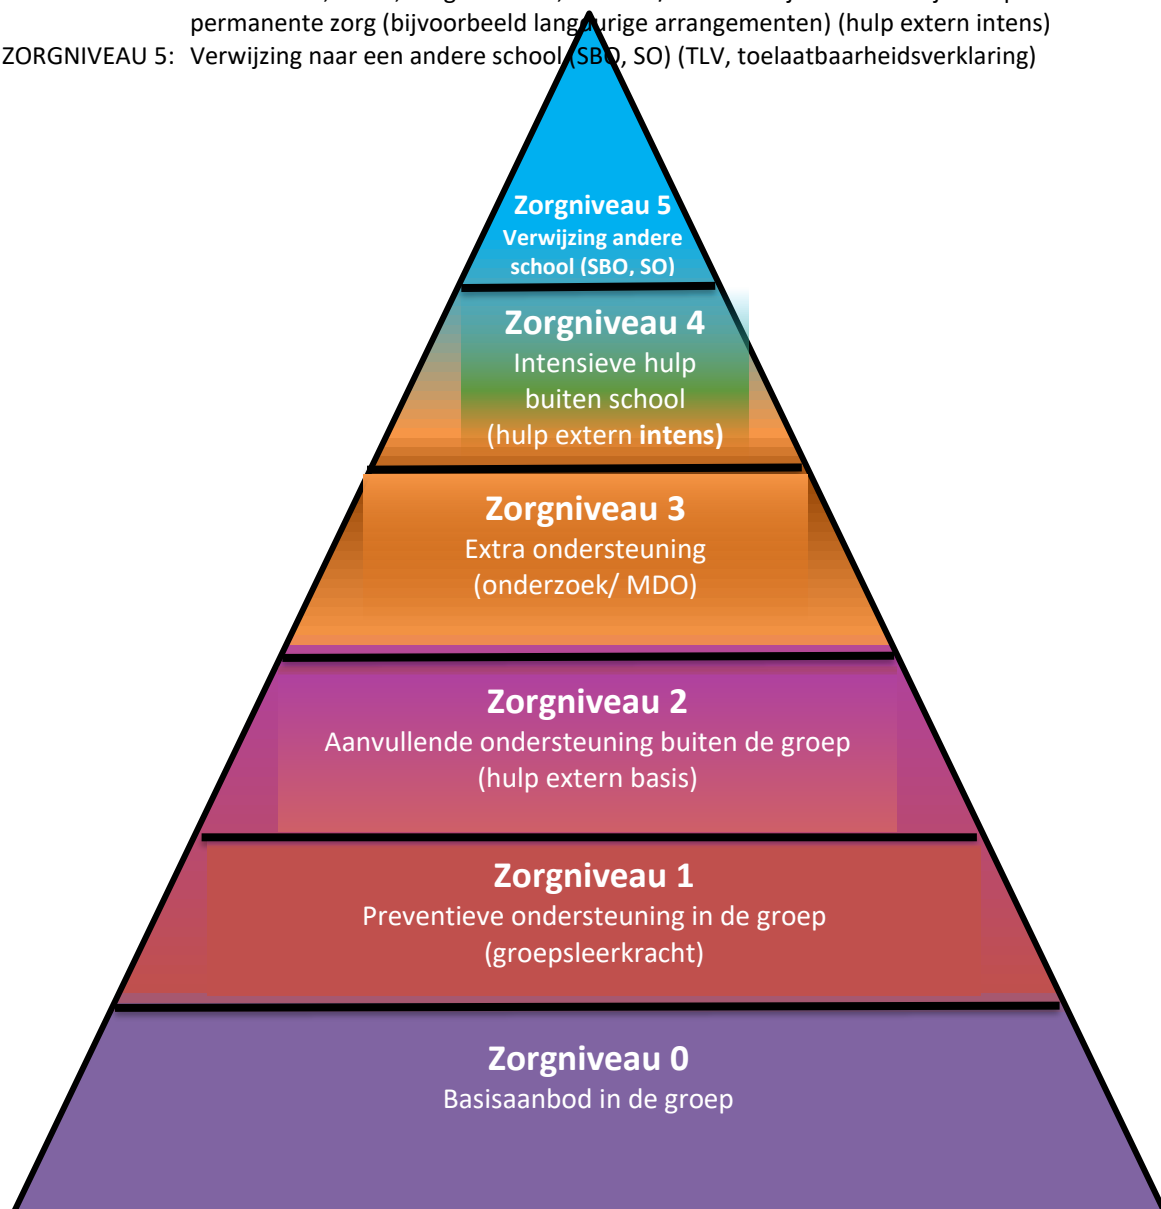 permanente zorg (bijvoorbeeld langdurige arrangementen) (hulp extern intens)
ZORGNIVEAU 5: Verwijzing naar een andere school (SBO, SO) (TLV, toelaatbaarheidsverklaring)
Zorgniveau 5
Verwijzing andere
school (SBO, SO)
Zorgniveau 4
Intensieve hulp
buiten school
(hulp extern intens)
Zorgniveau 3
Extra ondersteuning
(onderzoek/ MDO)
Zorgniveau 2
Aanvullende ondersteuning buiten de groep
(hulp extern basis)
Zorgniveau 1
Preventieve ondersteuning in de groep
(groepsleerkracht)
Zorgniveau 0
Basisaanbod in de groep